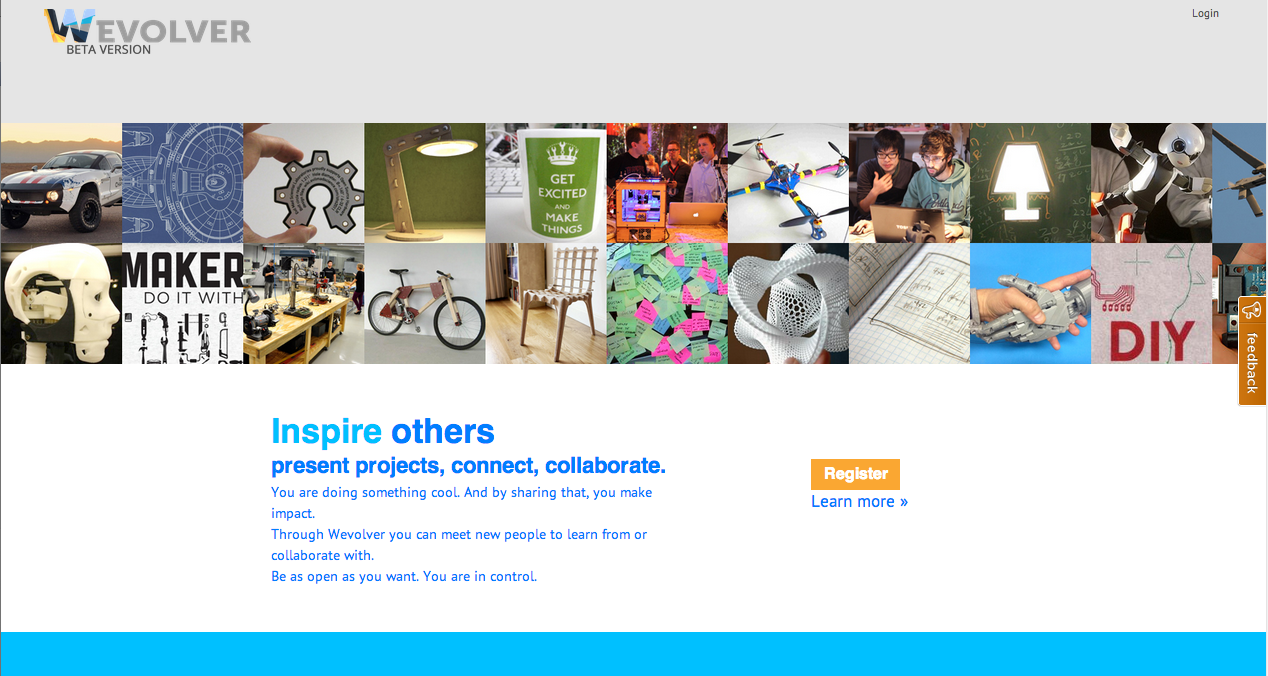 WEVOLVER
BETA VERSION
Login
GET
EXCITED
AND
MAKE
THINGS
MAKER
DO IT WITH
DIY
feedback
Inspire others
present projects, connect, collaborate.
You are doing something cool. And by sharing that, you make
impact.
Through Wevolver you can meet new people to learn from or
collaborate with.
Be as open as you want. You are in control.
Register
Learn more »